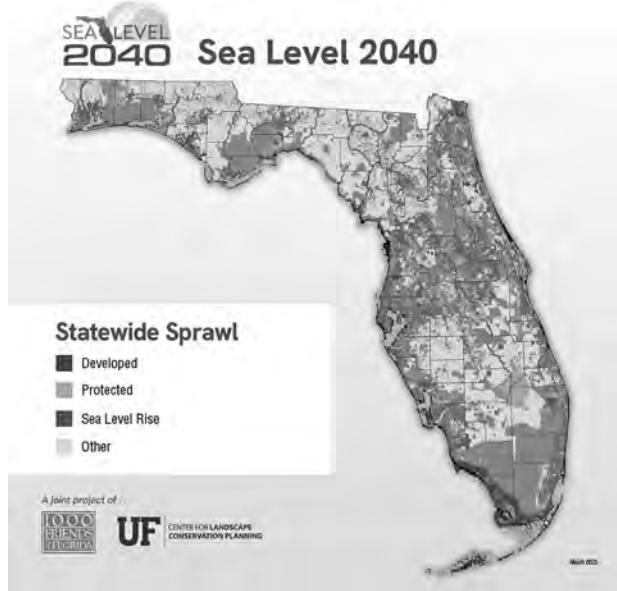 SEA LEVEL
2040
Sea Level 2040
Statewide Sprawl
Developed
Protected
Sea Level Rise
Other
A joint project of
1000
FRIENDS
OF FLORIDA
UF
CENTER FOR LANDSCAPE
CONSERVATION PLANNING
March